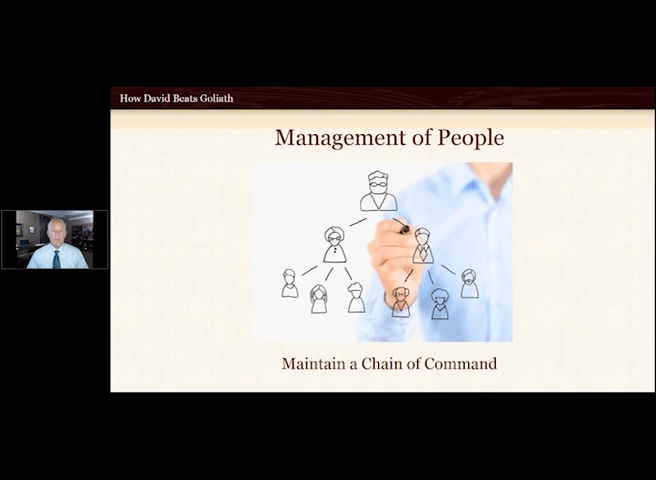 How David Beats Goliath
Management of People
Maintain a Chain of Command